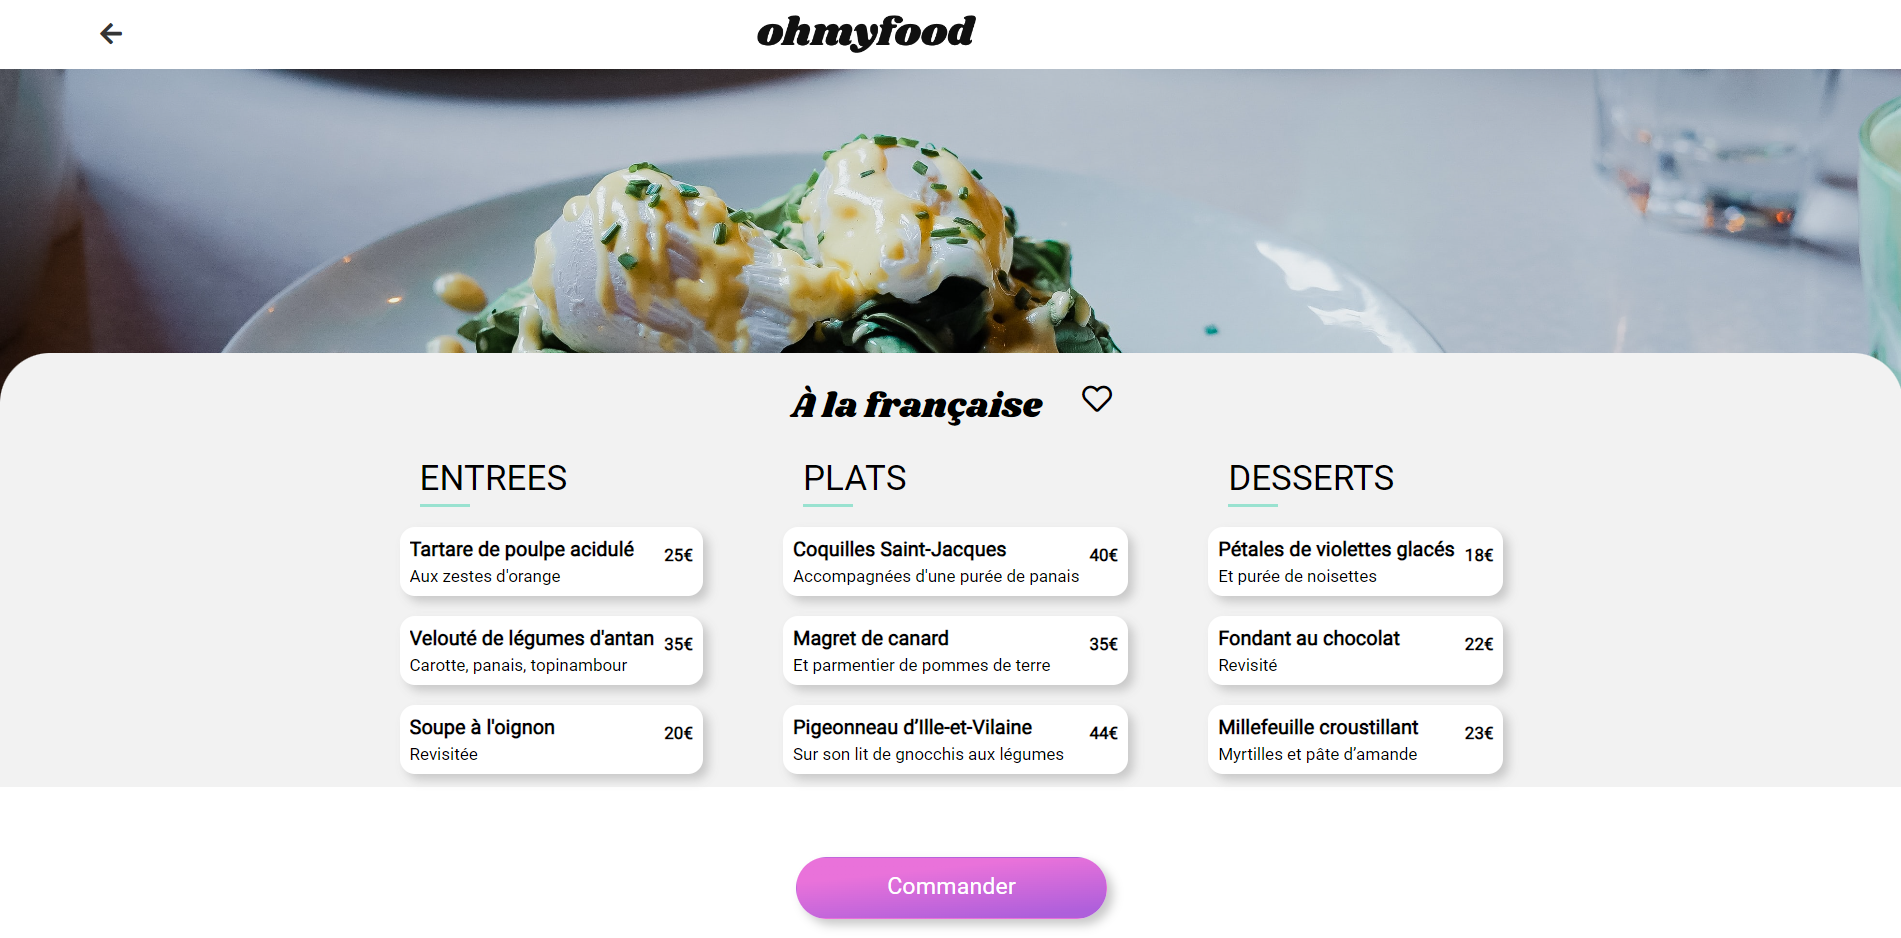 ohmyfood
À la française
ENTREES
Tartare de poulpe acidulé 25€
Aux zestes d'orange
Velouté de légumes d'antan 35€
Carotte, panais, topinambour
Soupe à l'oignon 20€
Revisitée
PLATS
Coquilles Saint-Jacques 40€
Accompagnées d'une purée de panais
Magret de canard 35€
Et parmentier de pommes de terre
Pigeonneau d’Ille-et-Vilaine 44€
Sur son lit de gnocchis aux légumes
DESSERTS
Pétales de violettes glacés 18€
Et purée de noisettes
Fondant au chocolat 22€
Revisité
Millefeuille croustillant 23€
Myrtilles et pâte d’amande
Commander